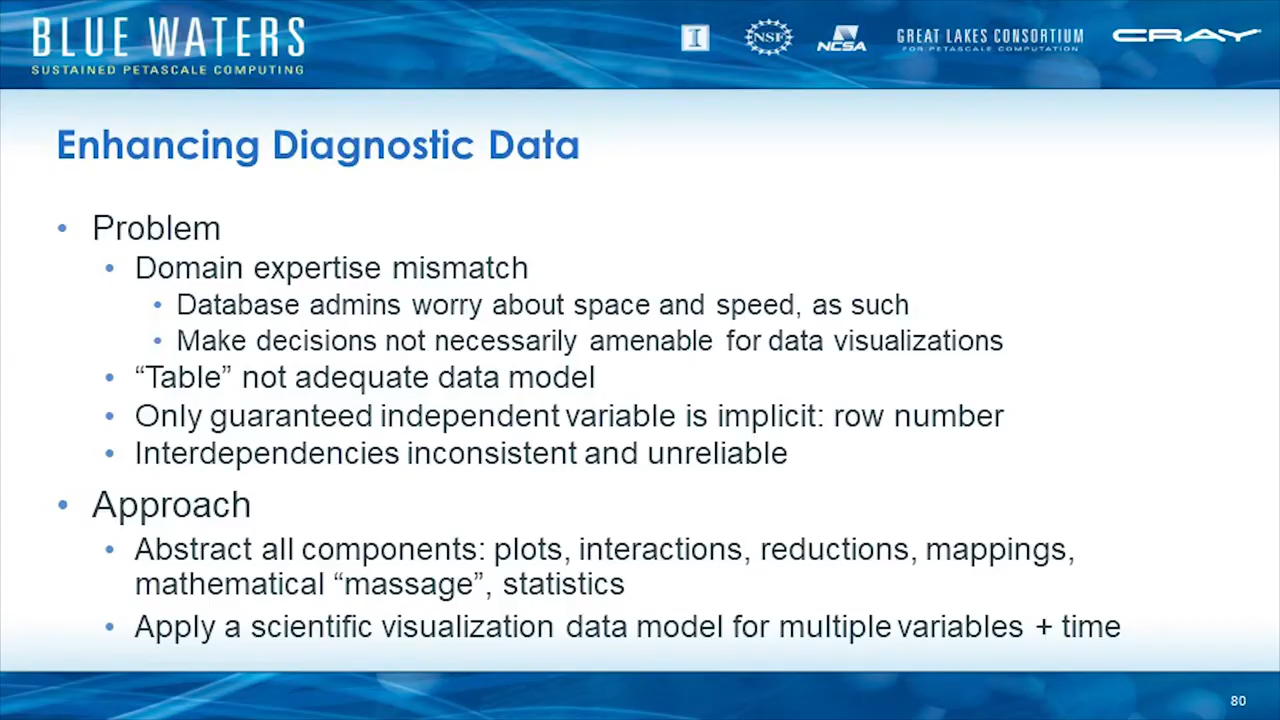 BLUE WATERS
SUSTAINED PETASCALE COMPUTING
I
NSF
NCSA
GREAT LAKES CONSORTIUM
FOR PETASCALE COMPUTATION
CRAY
Enhancing Diagnostic Data
• Problem
• Domain expertise mismatch
• Database admins worry about space and speed, as such
• Make decisions not necessarily amenable for data visualizations
• “Table” not adequate data model
• Only guaranteed independent variable is implicit: row number
• Interdependencies inconsistent and unreliable
• Approach
• Abstract all components: plots, interactions, reductions, mappings,
mathematical “massage”, statistics
• Apply a scientific visualization data model for multiple variables + time
80